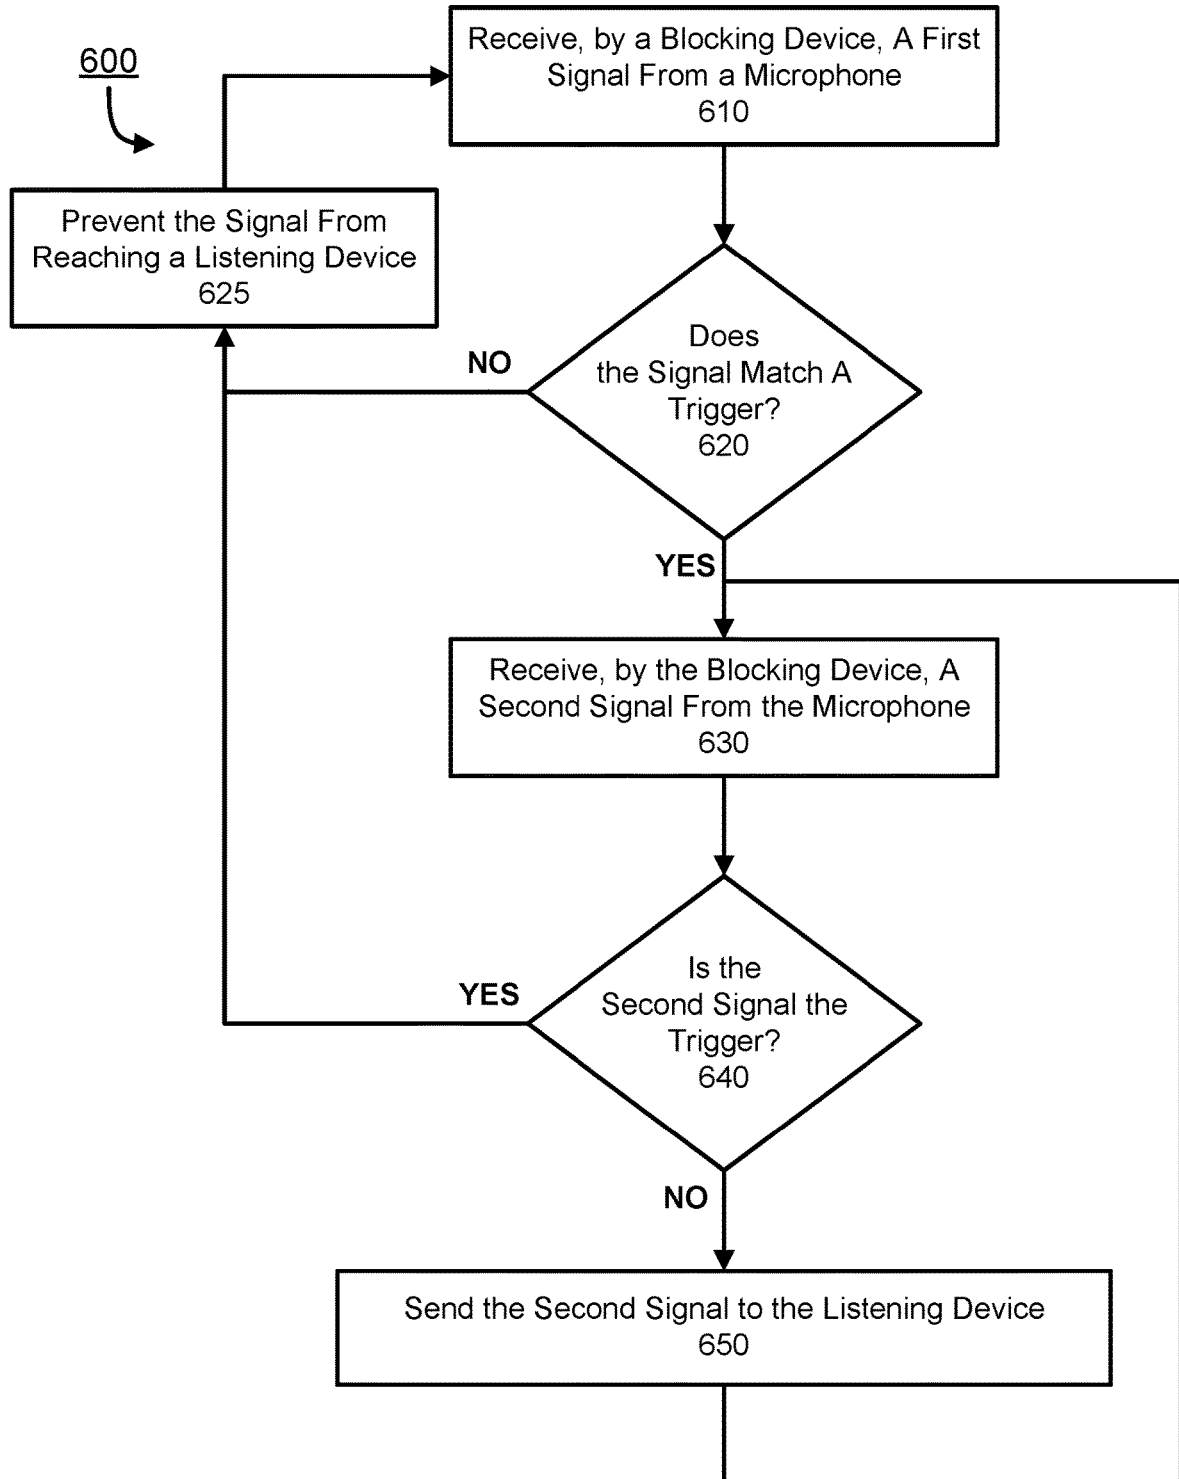 600
Receive, by a Blocking Device, A First
Signal From a Microphone
610
Prevent the Signal From
Reaching a Listening Device
625
Does
the Signal Match A
Trigger?
620
NO
YES
Receive, by the Blocking Device, A
Second Signal From the Microphone
630
Is the
Second Signal the
Trigger?
640
YES
NO
Send the Second Signal to the Listening Device
650